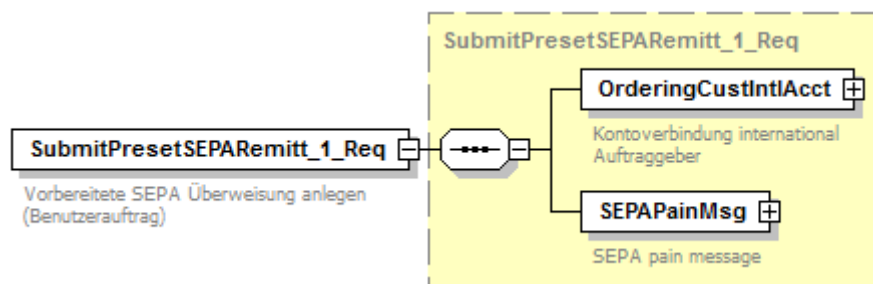 SubmitPresetSEPARemitt_1_Req
OrderingCustIntlAcct
Kontoverbindung international
Auftraggeber
SubmitPresetSEPARemitt_1_Req
Vorbereitete SEPA Überweisung anlegen
(Benutzerauftrag)
SEPAPainMsg
SEPA pain message